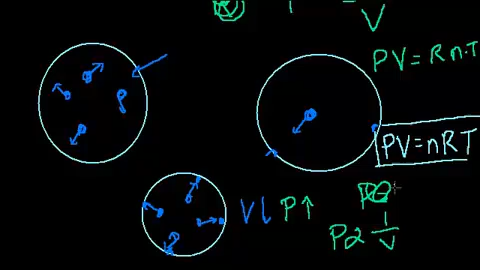 V
PV=Rn.T
PV=nRT
V↓ P↑
P∝ 1/V